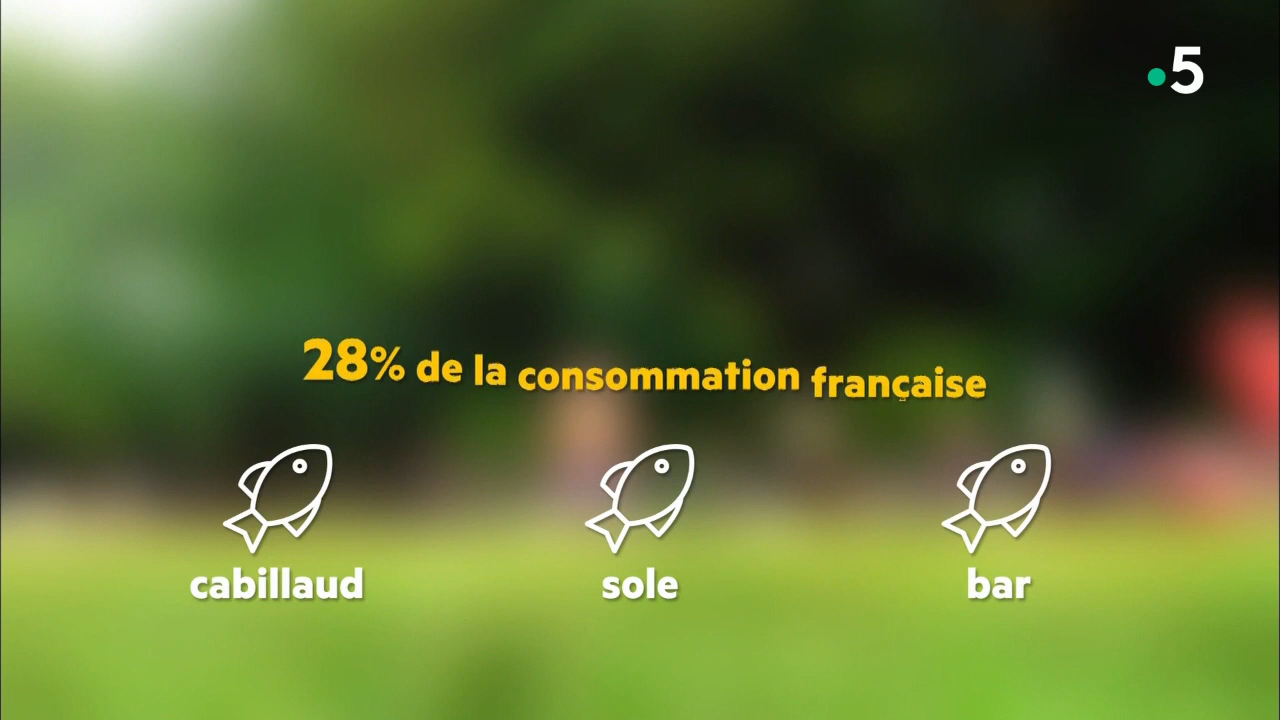 5
28% de la consommation française
cabillaud
sole
bar